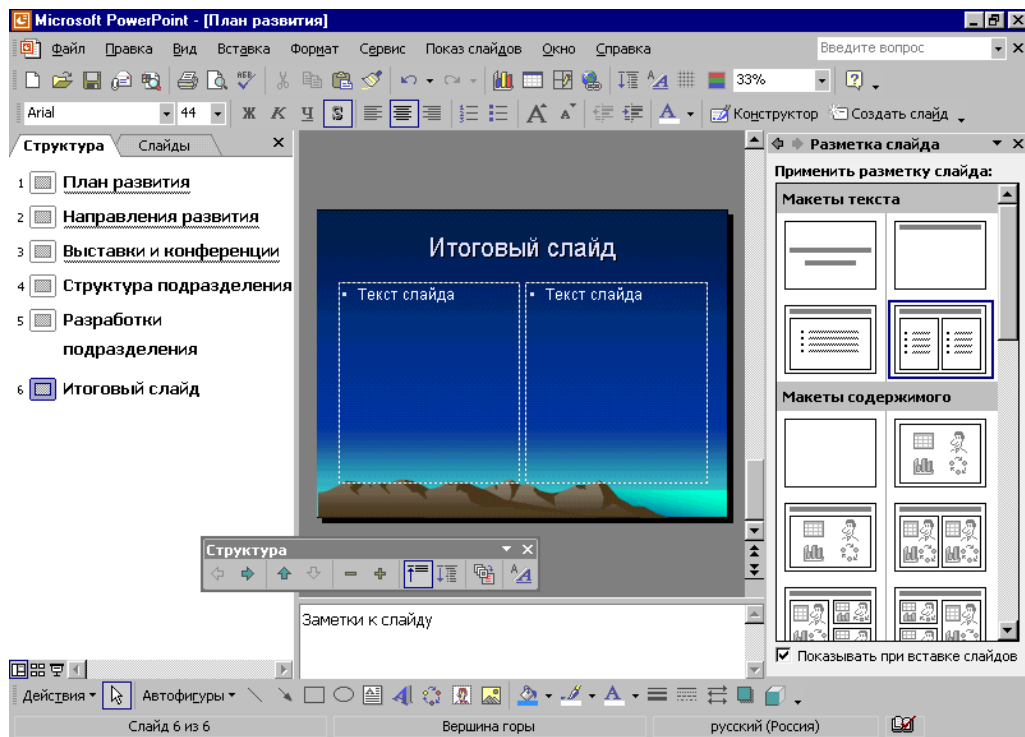 Microsoft PowerPoint - [План развития]
Файл Правка Вид Вставка Формат Сервис Показ слайдов Окно Справка Введите вопрос
33%
Arial 44 Ж К Ч S Конструктор Создать слайд
Структура Слайды
Разметка слайда
Применить разметку слайда:
1 План развития
2 Направления развития
3 Выставки и конференции
4 Структура подразделения
5 Разработки
подразделения
6 Итоговый слайд
Итоговый слайд
Текст слайда
Текст слайда
Макеты текста
Макеты содержимого
Структура
Заметки к слайду
Показывать при вставке слайдов
Действия Автофигуры
Слайд 6 из 6 Вершина горы русский (Россия)